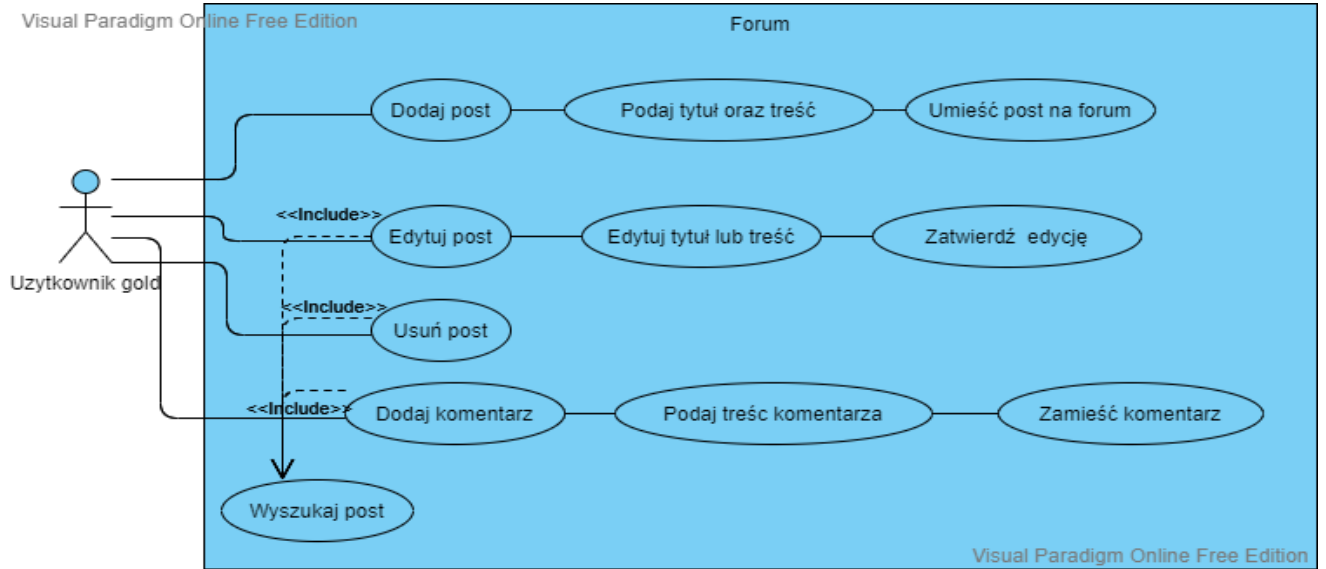 Visual Paradigm Online Free Edition
Forum
Dodaj post
Podaj tytuł oraz treść
Umieść post na forum
<<Include>>
Edytuj post
Edytuj tytuł lub treść
Zatwierdź edycję
Uzytkownik gold
<<Include>>
Usuń post
<<Include>>
Dodaj komentarz
Podaj treśc komentarza
Zamieść komentarz
Wyszukaj post
Visual Paradigm Online Free Edition